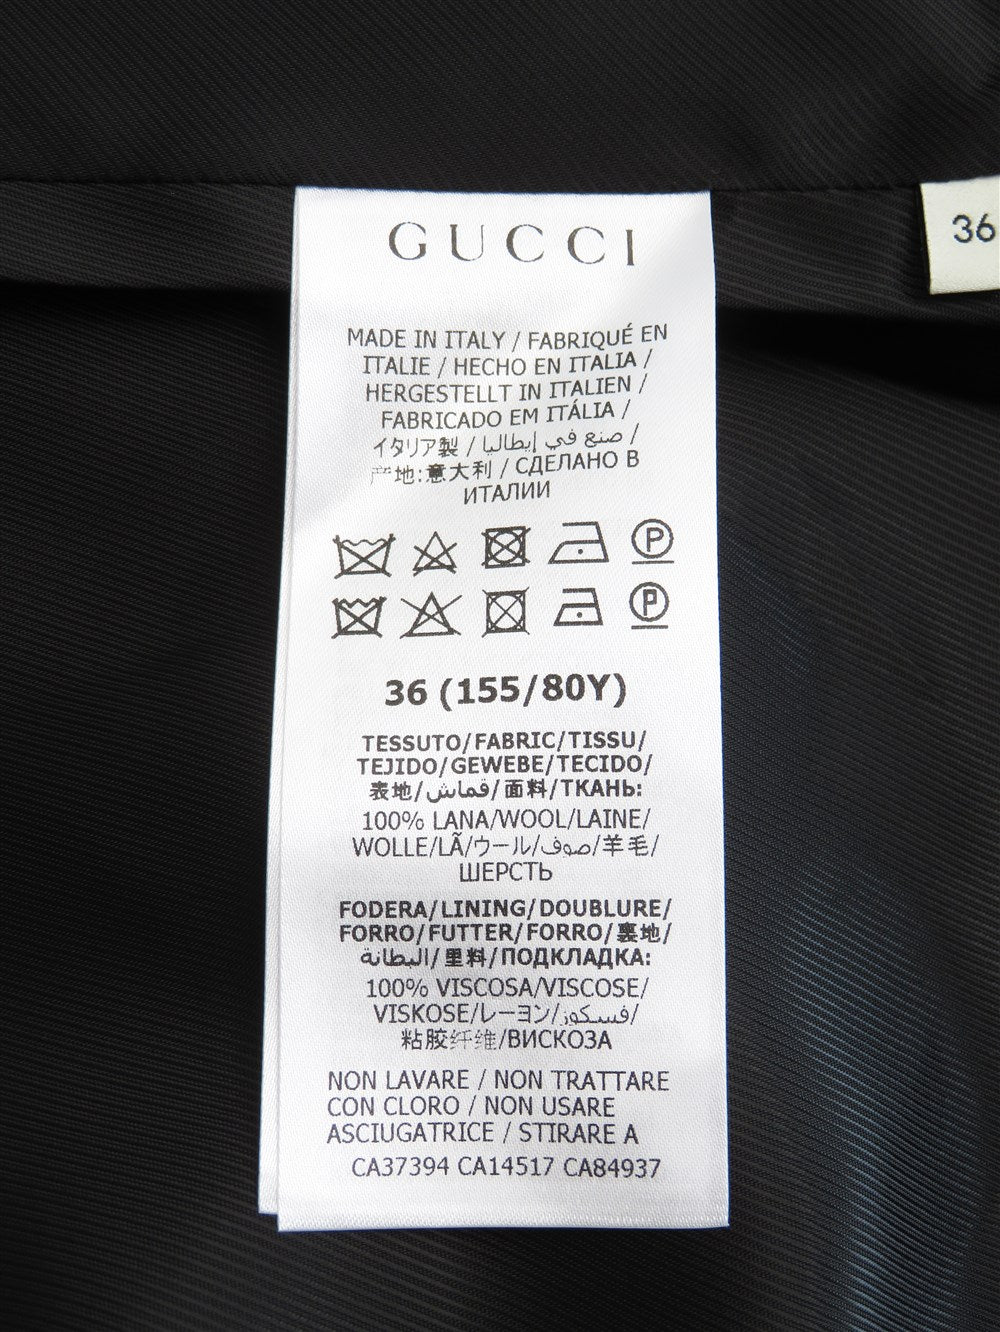 GUCCI
36
MADE IN ITALY / FABRIQUÉ EN
ITALIE / HECHO EN ITALIA /
HERGESTELLT IN ITALIEN /
FABRICADO EM ITÁLIA /
イタリア製 / صنع في إيطاليا /
产地:意大利 / СДЕЛАНО В
ИТАЛИИ
P
P
36 (155/80Y)
TESSUTO/FABRIC/TISSU/
TEJIDO/GEWEBE/TECIDO/
表地/قماش/面料/ТКАНЬ:
100% LANA/WOOL/LAINE/
WOLLE/LÃ/ウール/صوف/羊毛/
ШЕРСТЬ
FODERA/LINING/DOUBLURE/
FORRO/FUTTER/FORRO/裏地/
البطانة/里料/ПОДКЛАДКА:
100% VISCOSA/VISCOSE/
VISKOSE/レーヨン/فسكوز/
粘胶纤维/ВИСКОЗА
NON LAVARE / NON TRATTARE
CON CLORO / NON USARE
ASCIUGATRICE / STIRARE A
CA37394 CA14517 CA84937